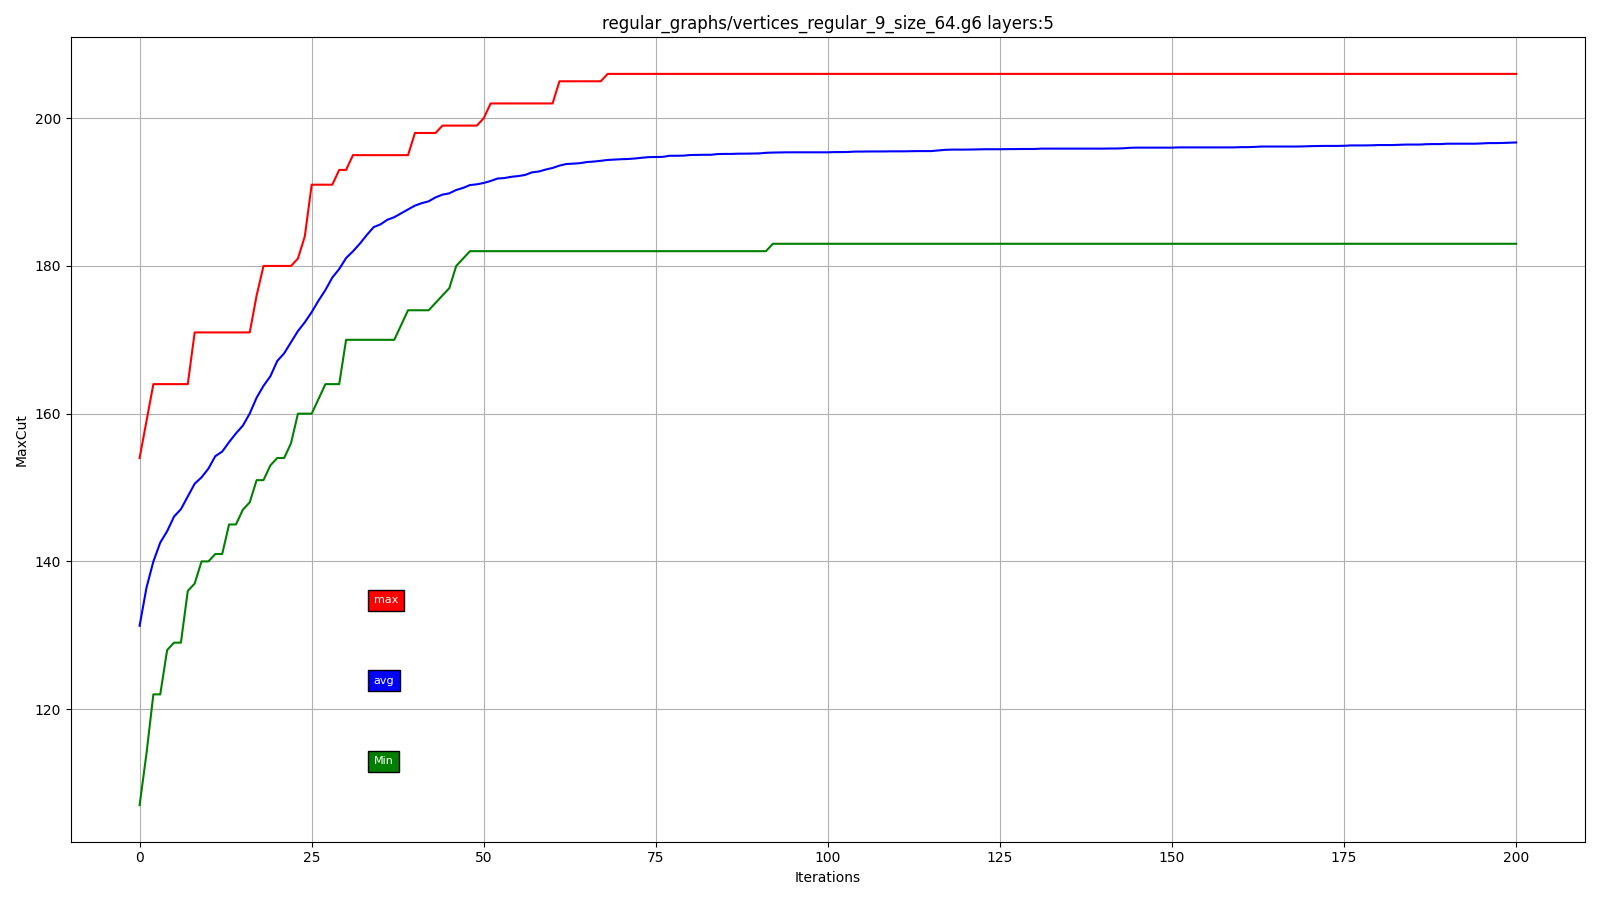 regular_graphs/vertices_regular_9_size_64.g6 layers:5
MaxCut
200
180
160
140
120
max
avg
Min
0 25 50 75 100 125 150 175 200
Iterations